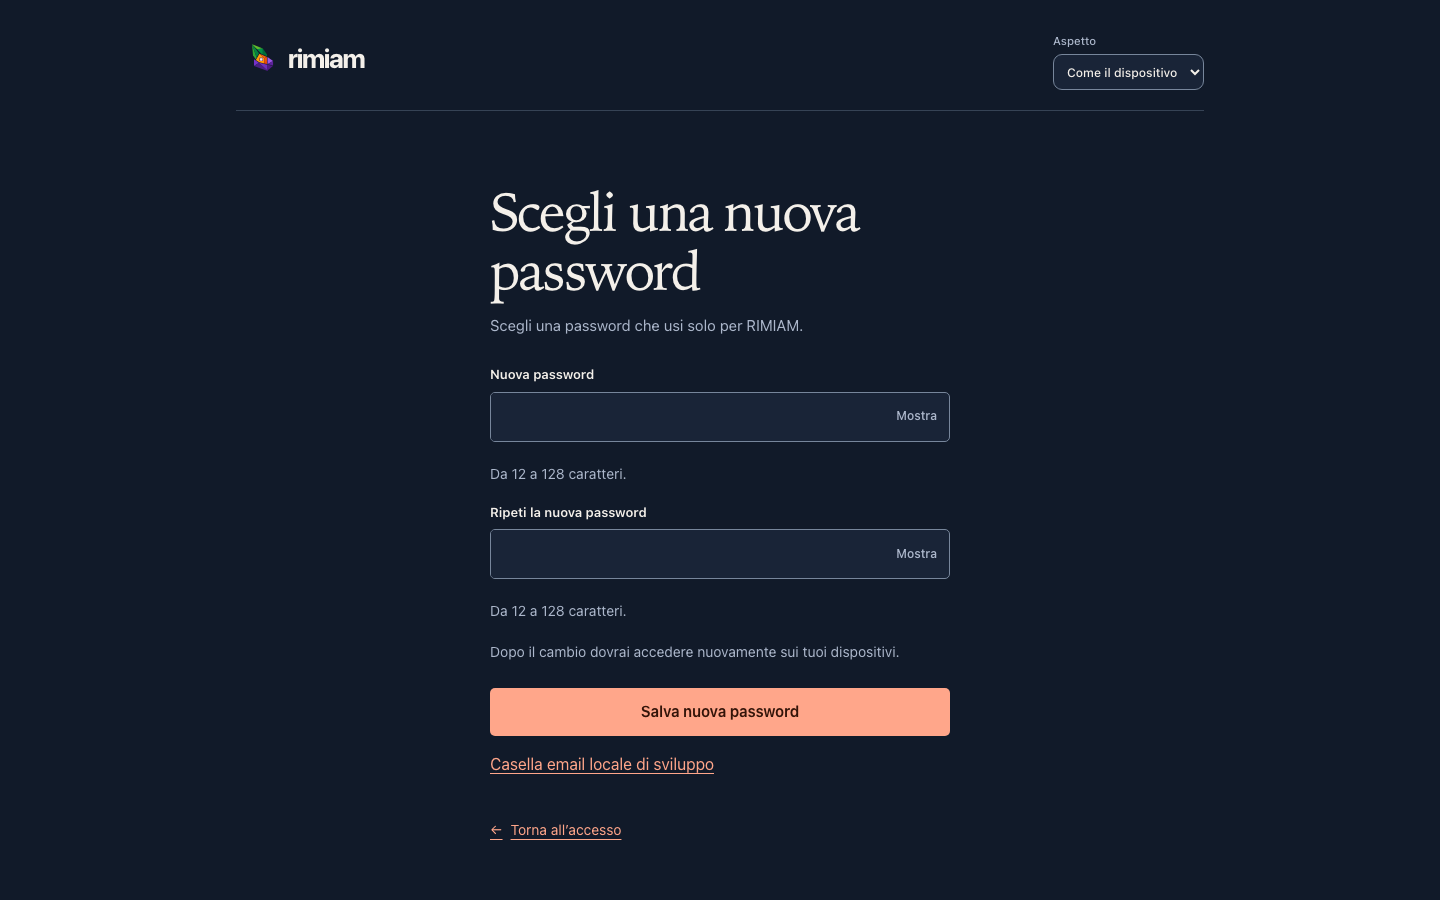 rimiam
Aspetto
Come il dispositivo
Scegli una nuova
password
Scegli una password che usi solo per RIMIAM.
Nuova password
Mostra
Da 12 a 128 caratteri.
Ripeti la nuova password
Mostra
Da 12 a 128 caratteri.
Dopo il cambio dovrai accedere nuovamente sui tuoi dispositivi.
Salva nuova password
Casella email locale di sviluppo
← Torna all’accesso